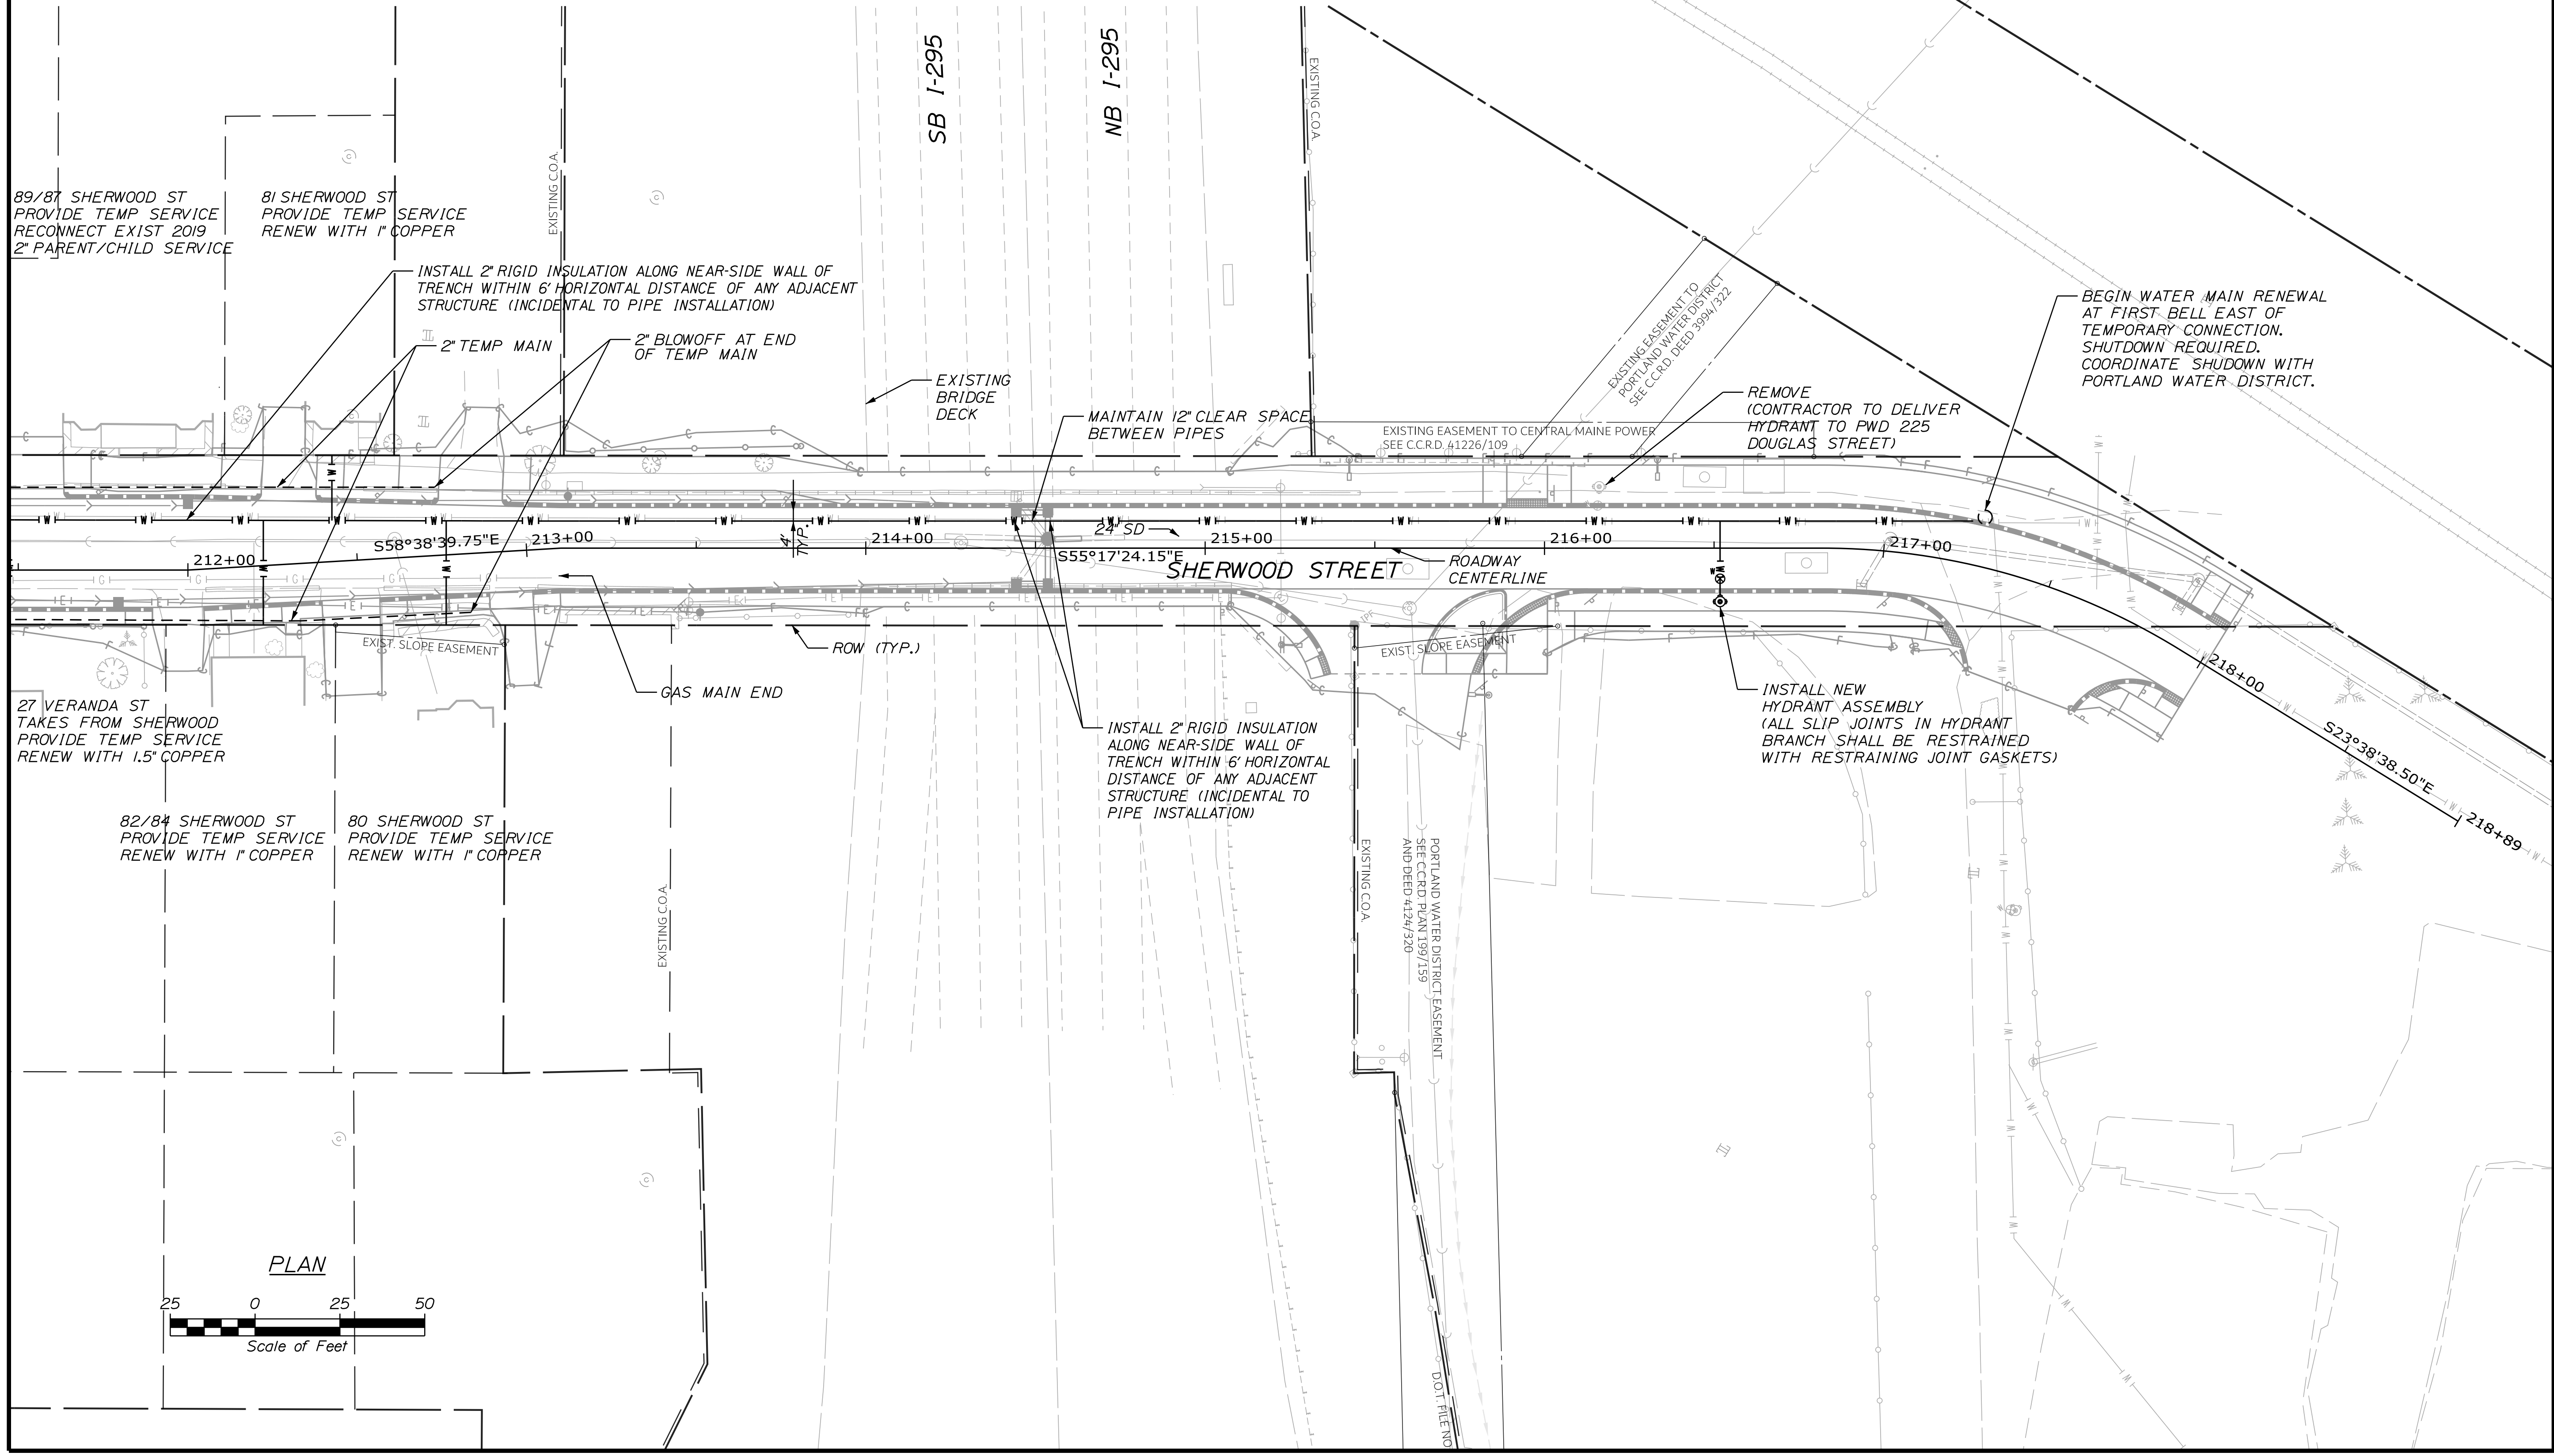 SB I-295
NB I-295
EXISTING C.O.A.
EXISTING C.O.A.
89/87 SHERWOOD ST
PROVIDE TEMP SERVICE
RECONNECT EXIST 2019
2" PARENT/CHILD SERVICE
81 SHERWOOD ST
PROVIDE TEMP SERVICE
RENEW WITH 1" COPPER
INSTALL 2" RIGID INSULATION ALONG NEAR-SIDE WALL OF
TRENCH WITHIN 6' HORIZONTAL DISTANCE OF ANY ADJACENT
STRUCTURE (INCIDENTAL TO PIPE INSTALLATION)
2" TEMP MAIN
2" BLOWOFF AT END
OF TEMP MAIN
EXISTING
BRIDGE
DECK
MAINTAIN 12" CLEAR SPACE
BETWEEN PIPES
EXISTING EASEMENT TO CENTRAL MAINE POWER
SEE C.C.R.D. 41226/109
EXISTING EASEMENT TO
PORTLAND WATER DISTRICT
SEE C.C.R.D. DEED 3994/322
REMOVE
(CONTRACTOR TO DELIVER
HYDRANT TO PWD 225
DOUGLAS STREET)
BEGIN WATER MAIN RENEWAL
AT FIRST BELL EAST OF
TEMPORARY CONNECTION.
SHUTDOWN REQUIRED.
COORDINATE SHUDOWN WITH
PORTLAND WATER DISTRICT.
212+00
S58°38'39.75"E
213+00
4'
TYP.
214+00
24" SD
S55°17'24.15"E
215+00
SHERWOOD STREET
ROADWAY
CENTERLINE
216+00
217+00
218+00
S23°38'38.50"E
218+89
EXIST. SLOPE EASEMENT
ROW (TYP.)
EXIST. SLOPE EASEMENT
GAS MAIN END
27 VERANDA ST
TAKES FROM SHERWOOD
PROVIDE TEMP SERVICE
RENEW WITH 1.5" COPPER
INSTALL 2" RIGID INSULATION
ALONG NEAR-SIDE WALL OF
TRENCH WITHIN 6' HORIZONTAL
DISTANCE OF ANY ADJACENT
STRUCTURE (INCIDENTAL TO
PIPE INSTALLATION)
INSTALL NEW
HYDRANT ASSEMBLY
(ALL SLIP JOINTS IN HYDRANT
BRANCH SHALL BE RESTRAINED
WITH RESTRAINING JOINT GASKETS)
82/84 SHERWOOD ST
PROVIDE TEMP SERVICE
RENEW WITH 1" COPPER
80 SHERWOOD ST
PROVIDE TEMP SERVICE
RENEW WITH 1" COPPER
EXISTING C.O.A.
EXISTING C.O.A.
PORTLAND WATER DISTRICT EASEMENT
SEE C.C.R.D. PLAN 199/159
AND DEED 4124/320
D.O.T. FILE NO
PLAN
25 0 25 50
Scale of Feet